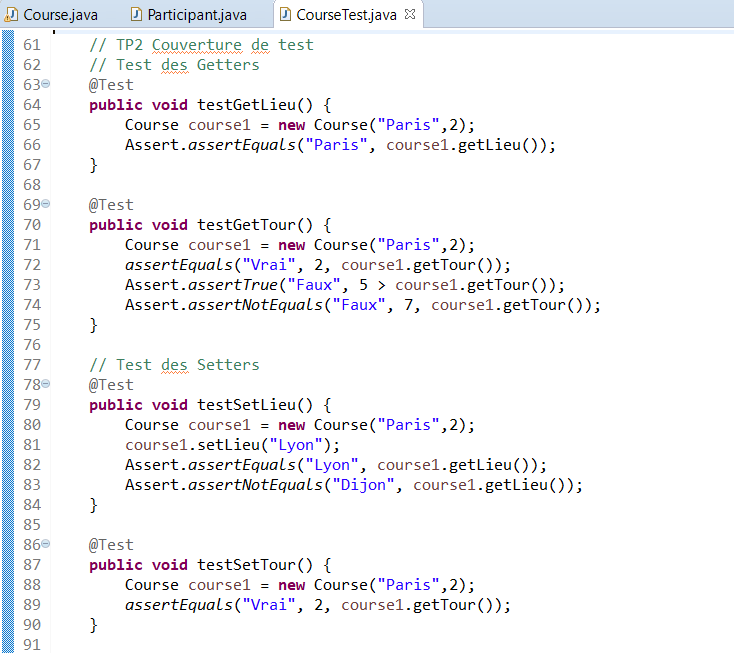 Course.java Participant.java CourseTest.java
61 // TP2 Couverture de test
62 // Test des Getters
63 @Test
64 public void testGetLieu() {
65 Course course1 = new Course("Paris",2);
66 Assert.assertEquals("Paris", course1.getLieu());
67 }
68
69 @Test
70 public void testGetTour() {
71 Course course1 = new Course("Paris",2);
72 assertEquals("Vrai", 2, course1.getTour());
73 Assert.assertTrue("Faux", 5 > course1.getTour());
74 Assert.assertNotEquals("Faux", 7, course1.getTour());
75 }
76
77 // Test des Setters
78 @Test
79 public void testSetLieu() {
80 Course course1 = new Course("Paris",2);
81 course1.setLieu("Lyon");
82 Assert.assertEquals("Lyon", course1.getLieu());
83 Assert.assertNotEquals("Dijon", course1.getLieu());
84 }
85
86 @Test
87 public void testSetTour() {
88 Course course1 = new Course("Paris",2);
89 assertEquals("Vrai", 2, course1.getTour());
90 }
91